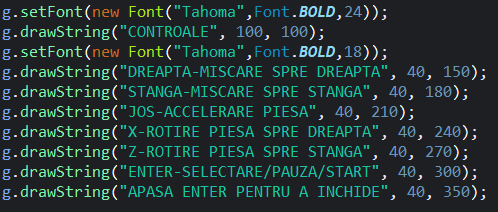 g.setFont(new Font("Tahoma",Font.BOLD,24));
g.drawString("CONTROALE", 100, 100);
g.setFont(new Font("Tahoma",Font.BOLD,18));
g.drawString("DREAPTA-MISCARE SPRE DREAPTA", 40, 150);
g.drawString("STANGA-MISCARE SPRE STANGA", 40, 180);
g.drawString("JOS-ACCELERARE PIESA", 40, 210);
g.drawString("X-ROTIRE PIESA SPRE DREAPTA", 40, 240);
g.drawString("Z-ROTIRE PIESA SPRE STANGA", 40, 270);
g.drawString("ENTER-SELECTARE/PAUZA/START", 40, 300);
g.drawString("APASA ENTER PENTRU A INCHIDE", 40, 350);